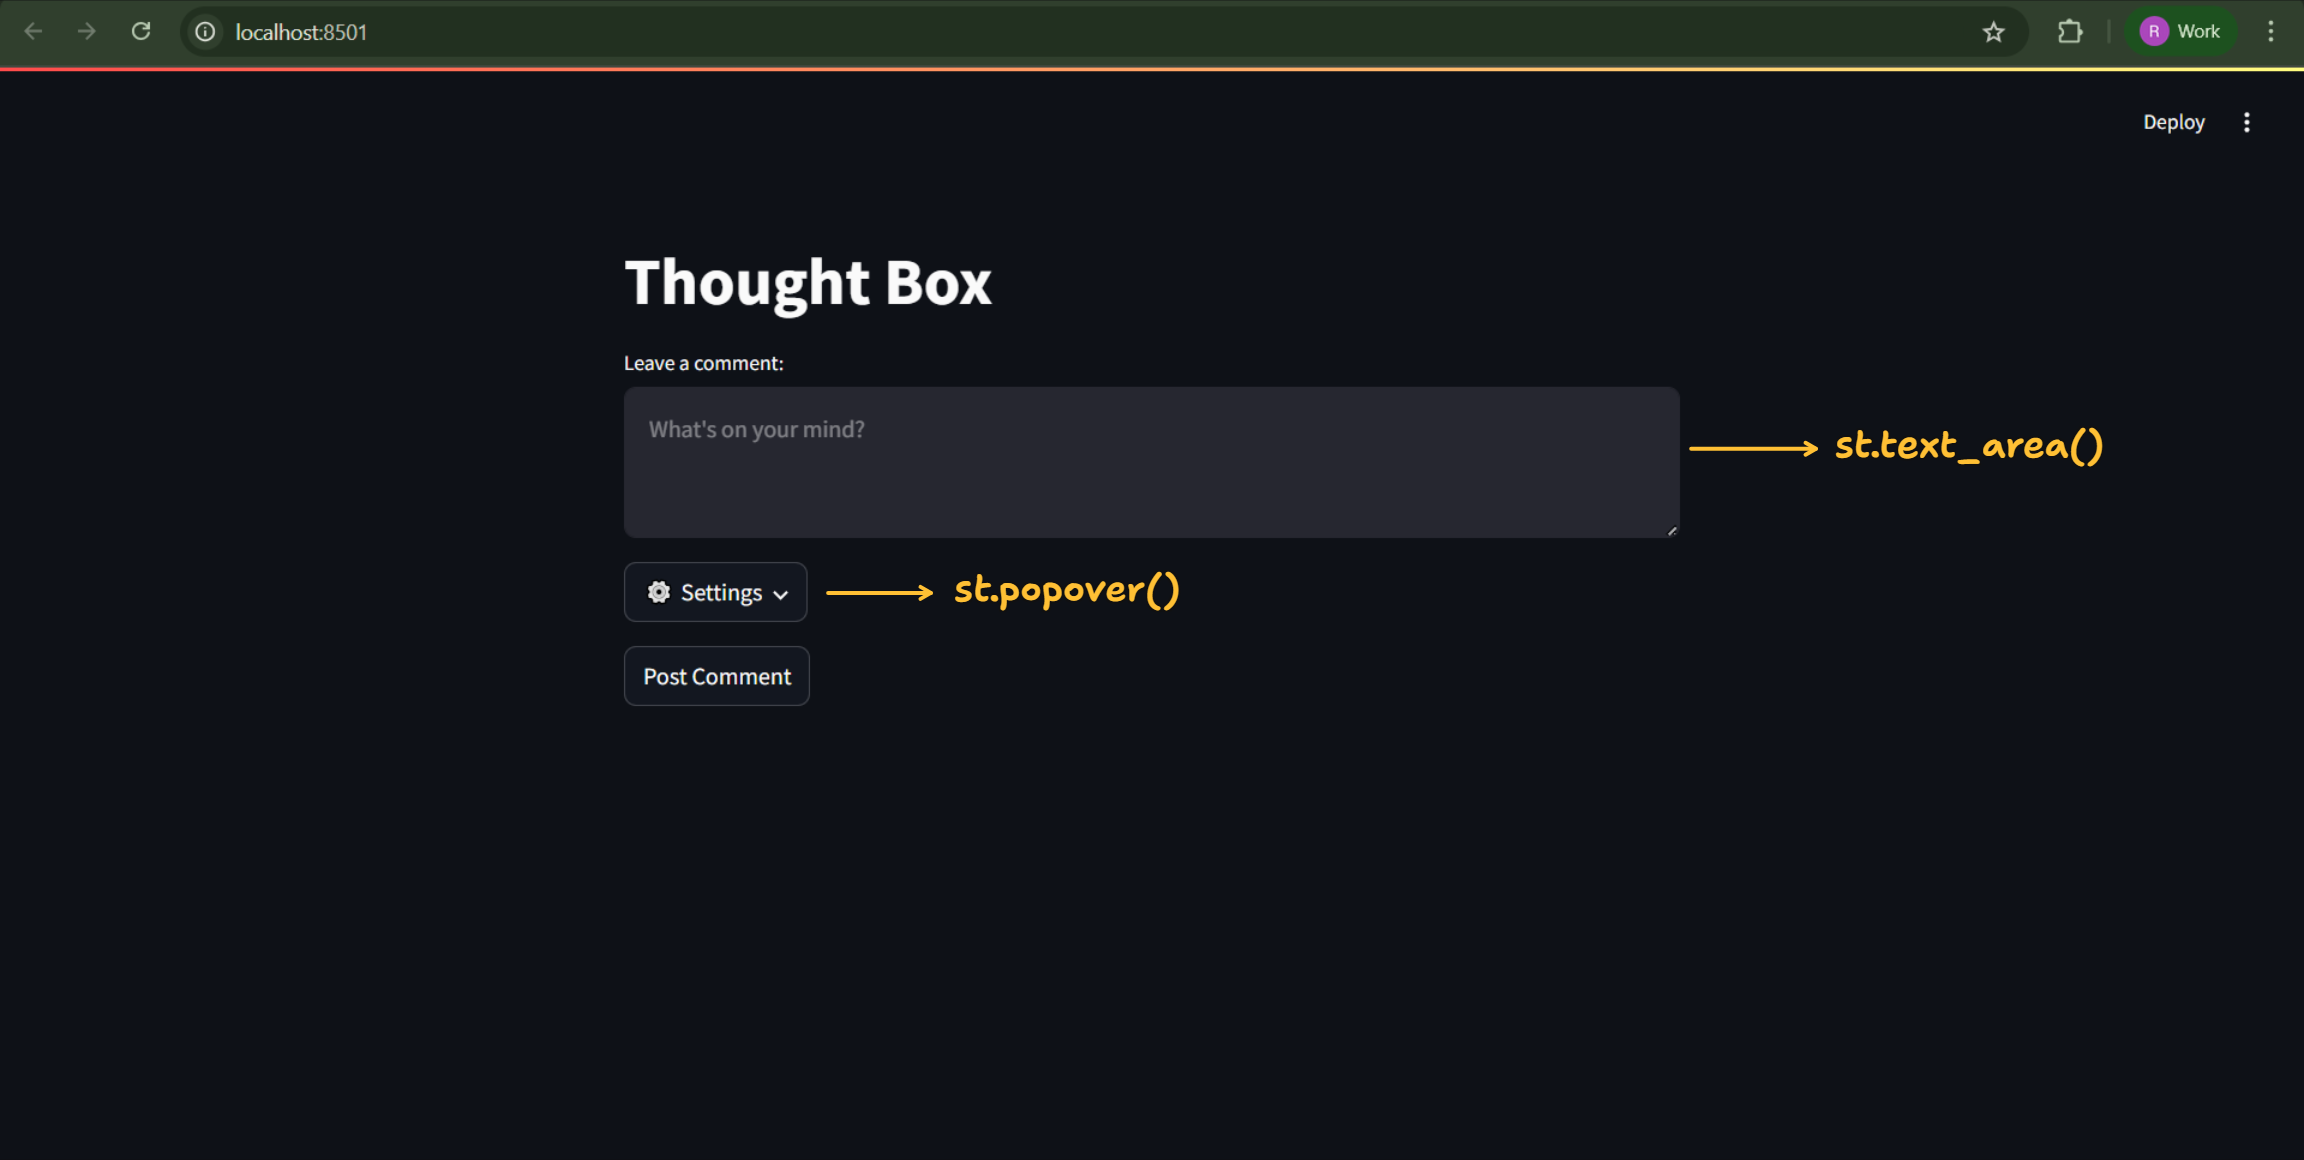 localhost:8501
R Work
Deploy
Thought Box
Leave a comment:
What's on your mind?
st.text_area()
Settings
st.popover()
Post Comment